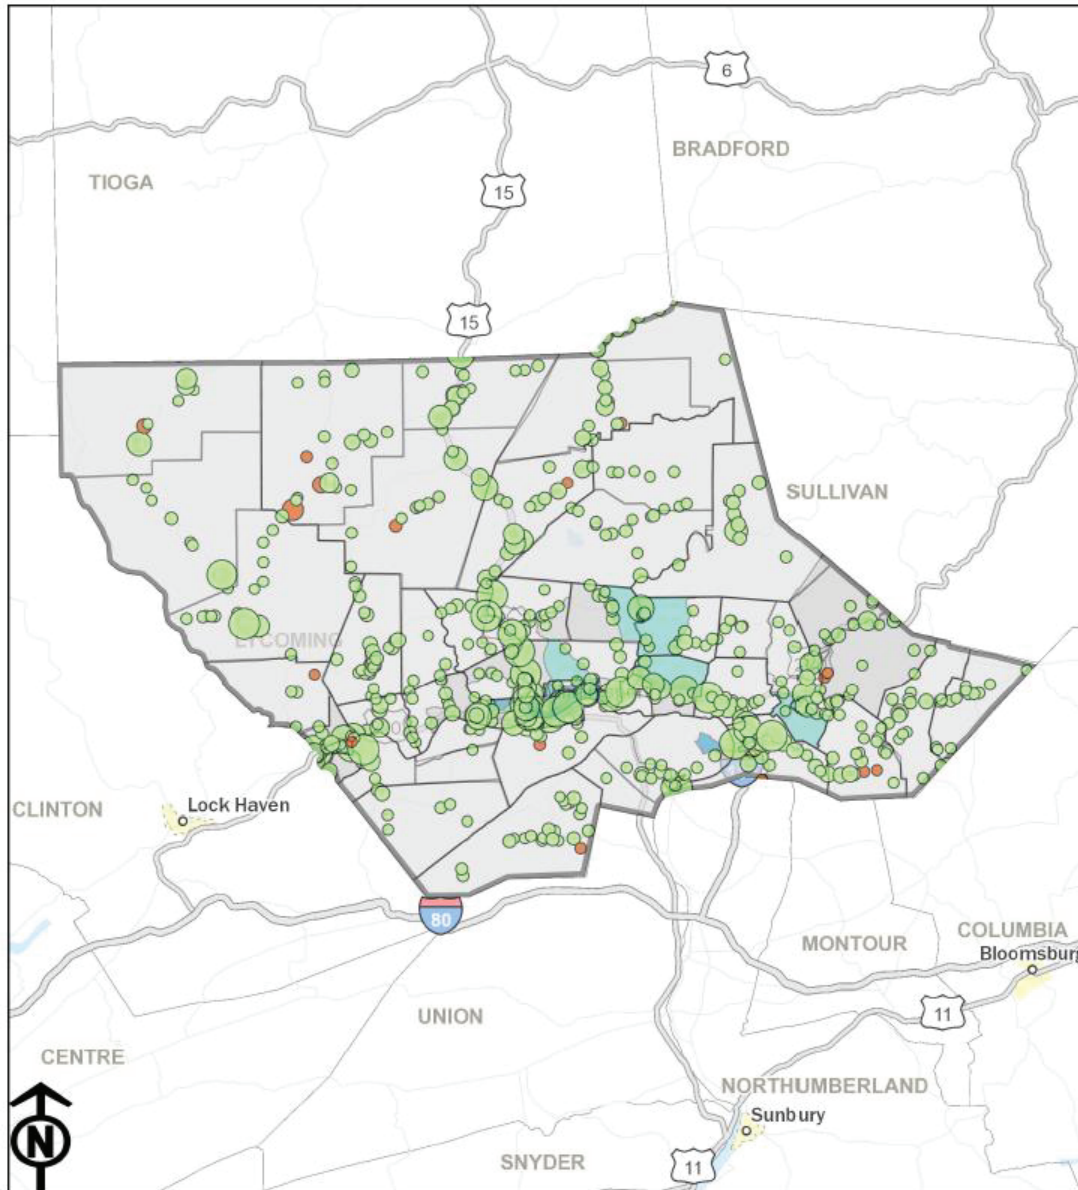 6
BRADFORD
TIOGA
15
15
SULLIVAN
LYCOMING
CLINTON
Lock Haven
80
COLUMBIA
MONTOUR
Bloomsburg
11
UNION
CENTRE
NORTHUMBERLAND
Sunbury
N
11
SNYDER